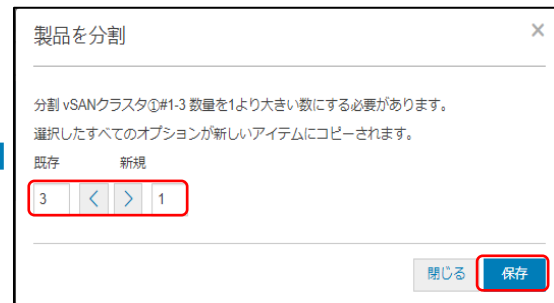 製品を分割 ×
分割 vSANクラスタ①#1-3 数量を1より大きい数にする必要があります。
選択したすべてのオプションが新しいアイテムにコピーされます。
既存 新規
3 < > 1
閉じる 保存